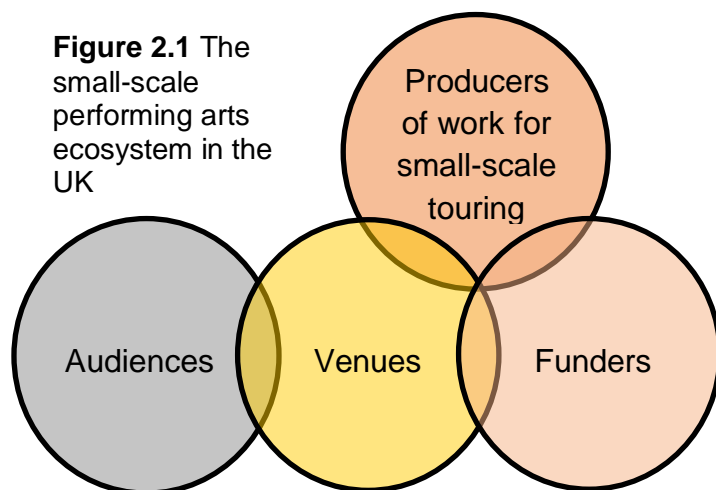 Figure 2.1 The
small-scale
performing arts
ecosystem in the
UK
Producers
of work for
small-scale
touring
Audiences
Venues
Funders